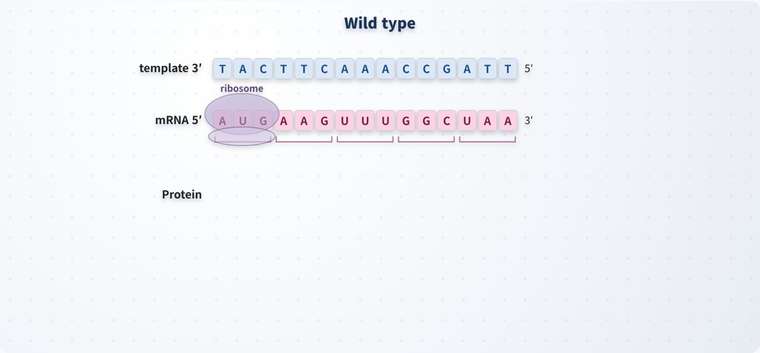 Wild type
template 3′ T A C T T C A A A C C G A T T 5′
ribosome
mRNA 5′ A U G A A G U U U G G C U A A 3′
Protein